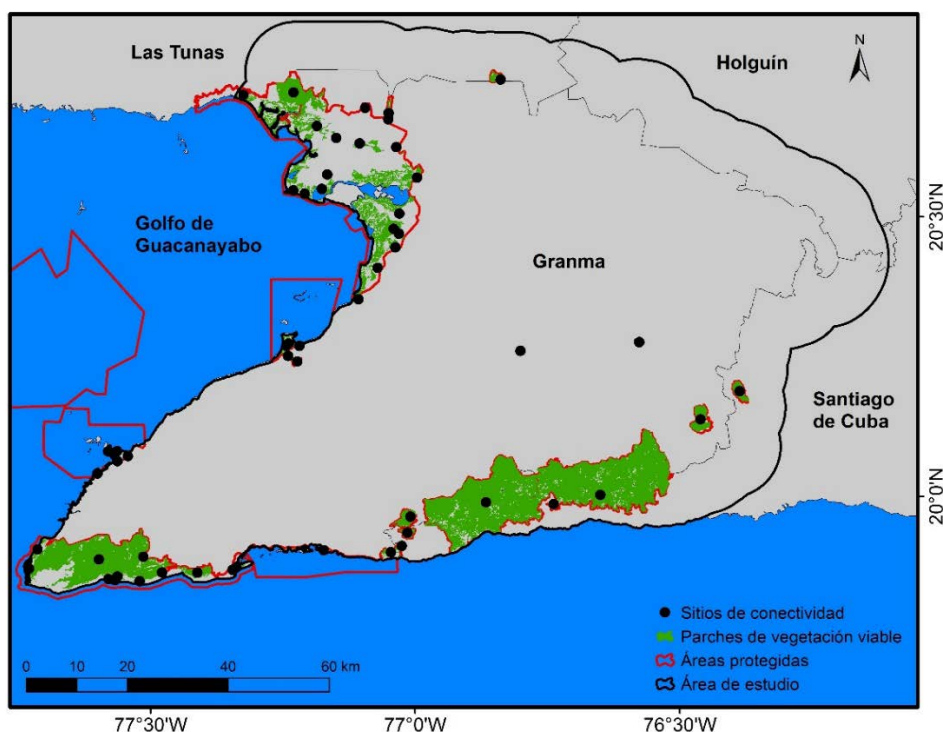 Las Tunas
Holguín
N
Golfo de
Guacanayabo
Granma
Santiago
de Cuba
20°30'N
20°0'N
Sitios de conectividad
Parches de vegetación viable
Áreas protegidas
Área de estudio
0 10 20 40 60 km
77°30'W 77°0'W 76°30'W